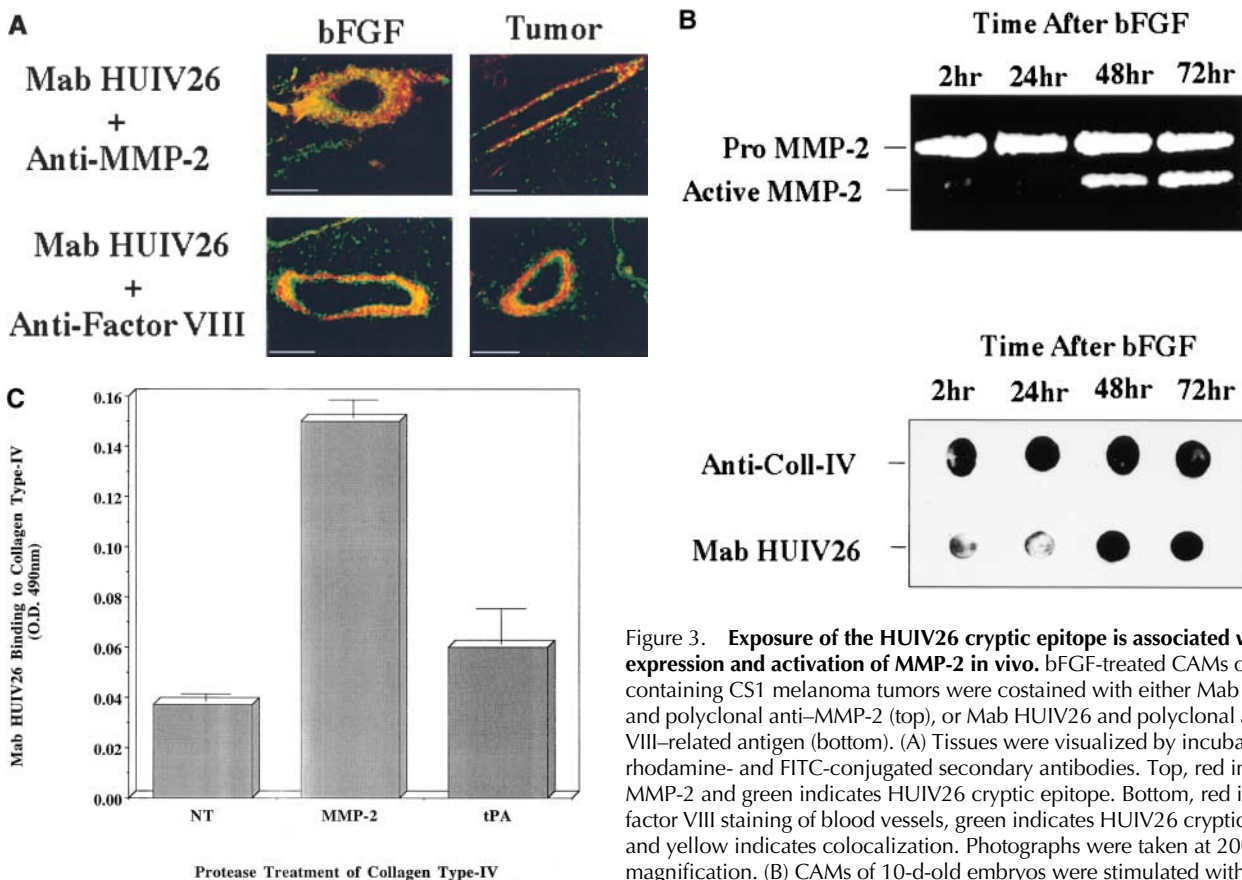 A
bFGF
Tumor
Mab HUIV26
+
Anti-MMP-2
Mab HUIV26
+
Anti-Factor VIII
B
Time After bFGF
2hr
24hr
48hr
72hr
Pro MMP-2
Active MMP-2
Time After bFGF
2hr
24hr
48hr
72hr
Anti-Coll-IV
Mab HUIV26
C
Mab HUIV26 Binding to Collagen Type-IV
(O.D. 490nm)
0.16
0.14
0.12
0.10
0.08
0.06
0.04
0.02
0.00
NT
MMP-2
tPA
Protease Treatment of Collagen Type-IV
Figure 3. Exposure of the HUIV26 cryptic epitope is associated
expression and activation of MMP-2 in vivo. bFGF-treated CAMs
containing CS1 melanoma tumors were costained with either Mab
and polyclonal anti–MMP-2 (top), or Mab HUIV26 and polyclonal
VIII–related antigen (bottom). (A) Tissues were visualized by
rhodamine- and FITC-conjugated secondary antibodies. Top, red
MMP-2 and green indicates HUIV26 cryptic epitope. Bottom, red
factor VIII staining of blood vessels, green indicates HUIV26
and yellow indicates colocalization. Photographs were taken at
magnification. (B) CAMs of 10-d-old embryos were stimulated with